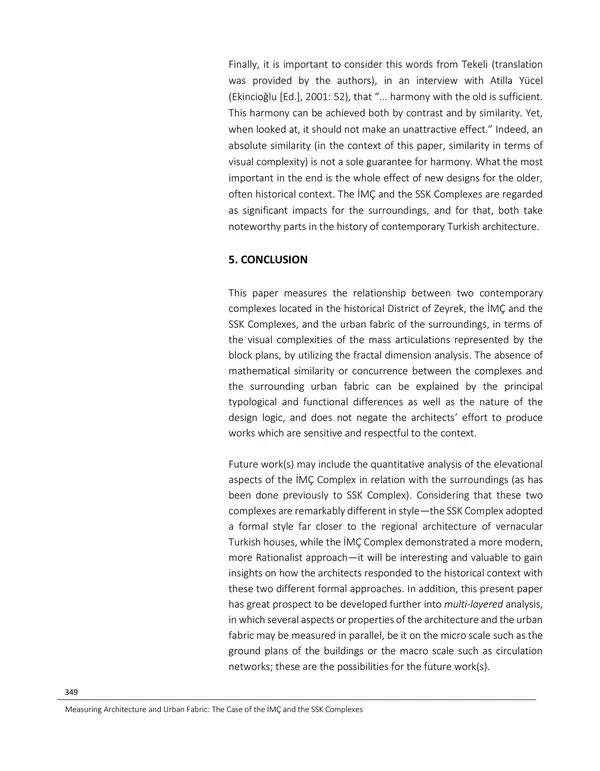 Finally, it is important to consider this words from Tekeli (translation
was provided by the authors), in an interview with Atilla Yücel
(Ekincioğlu [Ed.], 2001: 52), that “... harmony with the old is sufficient.
This harmony can be achieved both by contrast and by similarity. Yet,
when looked at, it should not make an unattractive effect.” Indeed, an
absolute similarity (in the context of this paper, similarity in terms of
visual complexity) is not a sole guarantee for harmony. What the most
important in the end is the whole effect of new designs for the older,
often historical context. The İMÇ and the SSK Complexes are regarded
as significant impacts for the surroundings, and for that, both take
noteworthy parts in the history of contemporary Turkish architecture.
5. CONCLUSION
This paper measures the relationship between two contemporary
complexes located in the historical District of Zeyrek, the İMÇ and the
SSK Complexes, and the urban fabric of the surroundings, in terms of
the visual complexities of the mass articulations represented by the
block plans, by utilizing the fractal dimension analysis. The absence of
mathematical similarity or concurrence between the complexes and
the surrounding urban fabric can be explained by the principal
typological and functional differences as well as the nature of the
design logic, and does not negate the architects’ effort to produce
works which are sensitive and respectful to the context.
Future work(s) may include the quantitative analysis of the elevational
aspects of the İMÇ Complex in relation with the surroundings (as has
been done previously to SSK Complex). Considering that these two
complexes are remarkably different in style—the SSK Complex adopted
a formal style far closer to the regional architecture of vernacular
Turkish houses, while the İMÇ Complex demonstrated a more modern,
more Rationalist approach—it will be interesting and valuable to gain
insights on how the architects responded to the historical context with
these two different formal approaches. In addition, this present paper
has great prospect to be developed further into multi-layered analysis,
in which several aspects or properties of the architecture and the urban
fabric may be measured in parallel, be it on the micro scale such as the
ground plans of the buildings or the macro scale such as circulation
networks; these are the possibilities for the future work(s).
349
Measuring Architecture and Urban Fabric: The Case of the İMÇ and the SSK Complexes